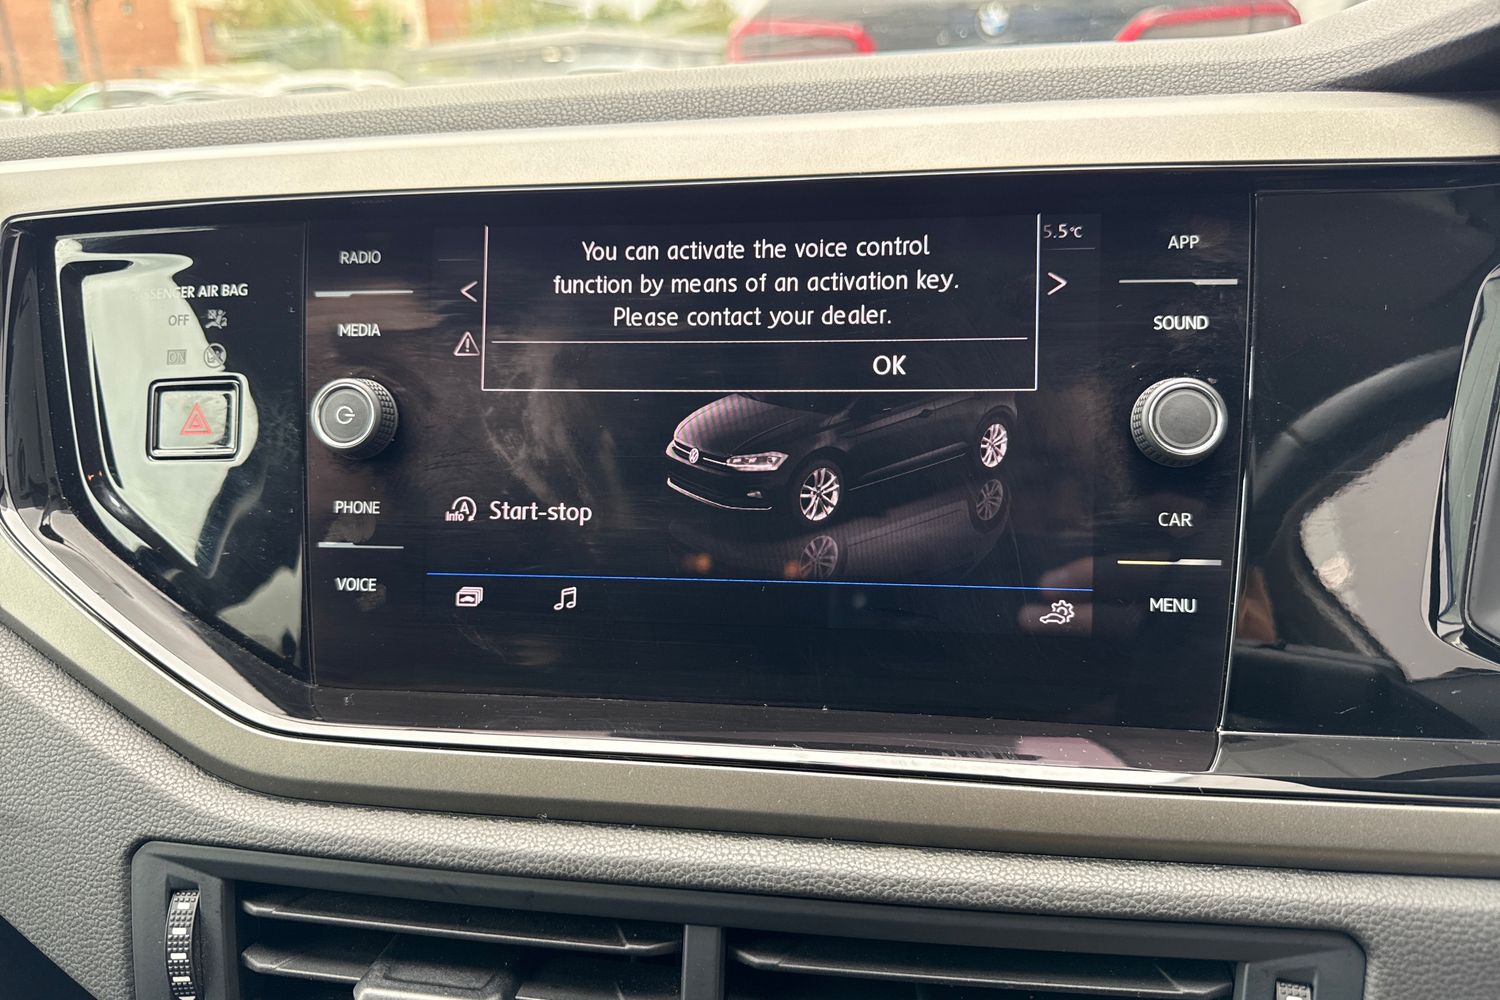 RADIO
MEDIA
PHONE
VOICE
AIR BAG
OFF
ON
You can activate the voice control
function by means of an activation key.
Please contact your dealer.
OK
5.5°C
Info A
Start-stop
APP
SOUND
CAR
MENU